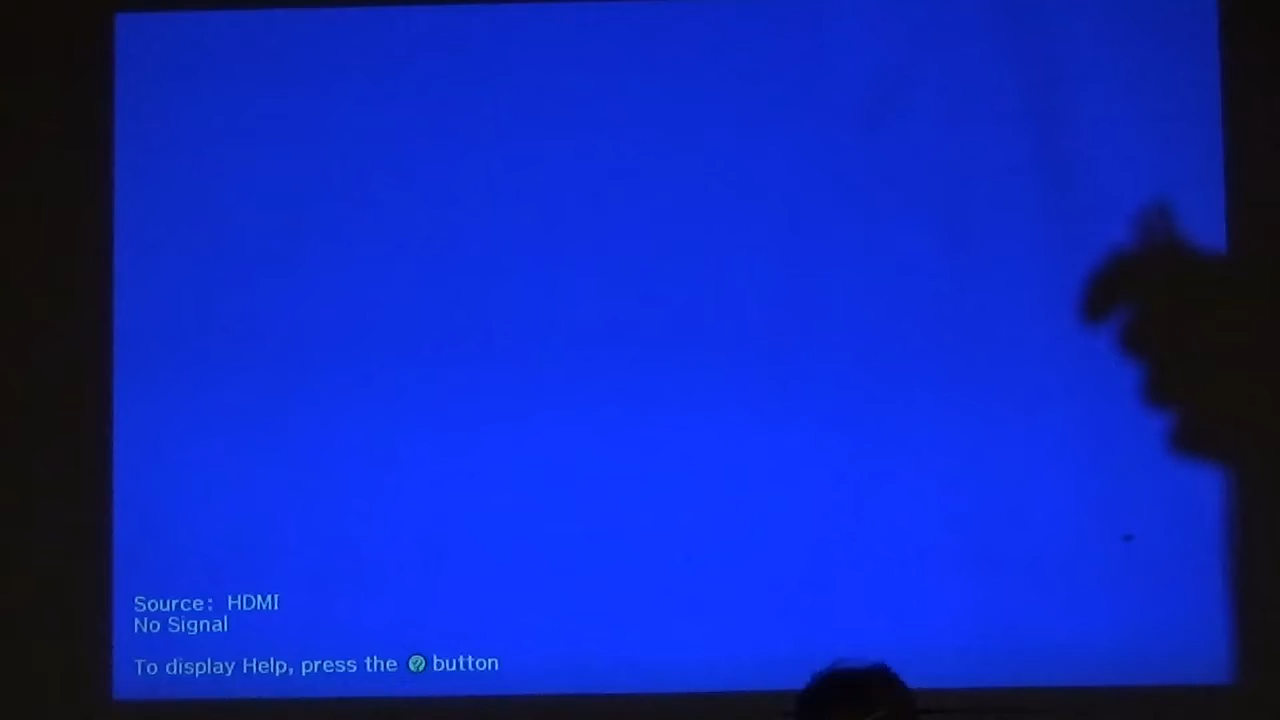 Source: HDMI
No Signal
To display Help, press the ? button